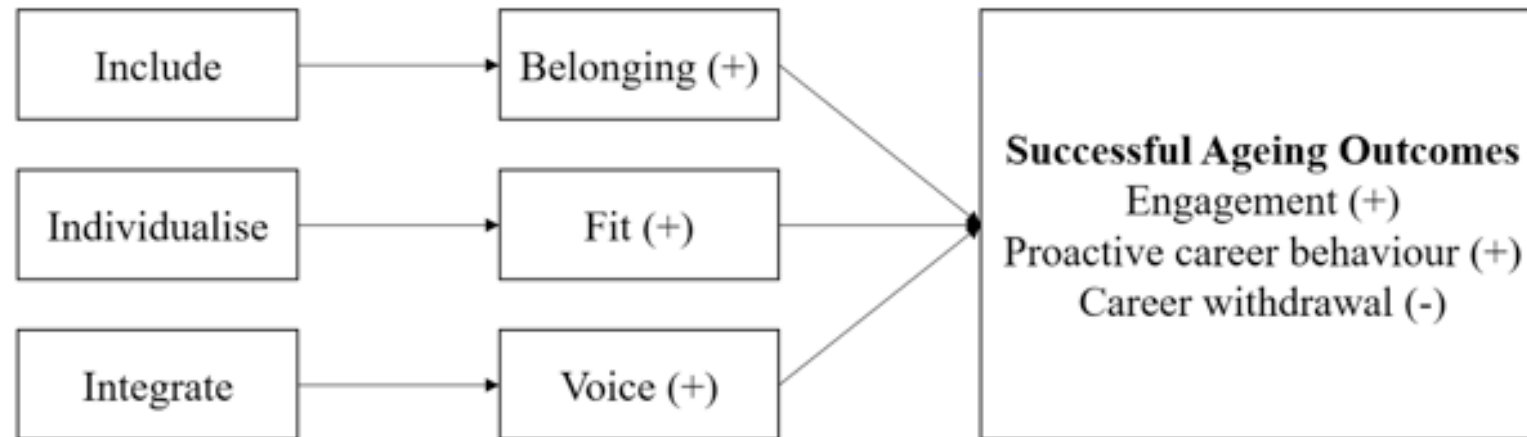 Include
Belonging (+)
Individualise
Fit (+)
Integrate
Voice (+)
Successful Ageing Outcomes
Engagement (+)
Proactive career behaviour (+)
Career withdrawal (-)